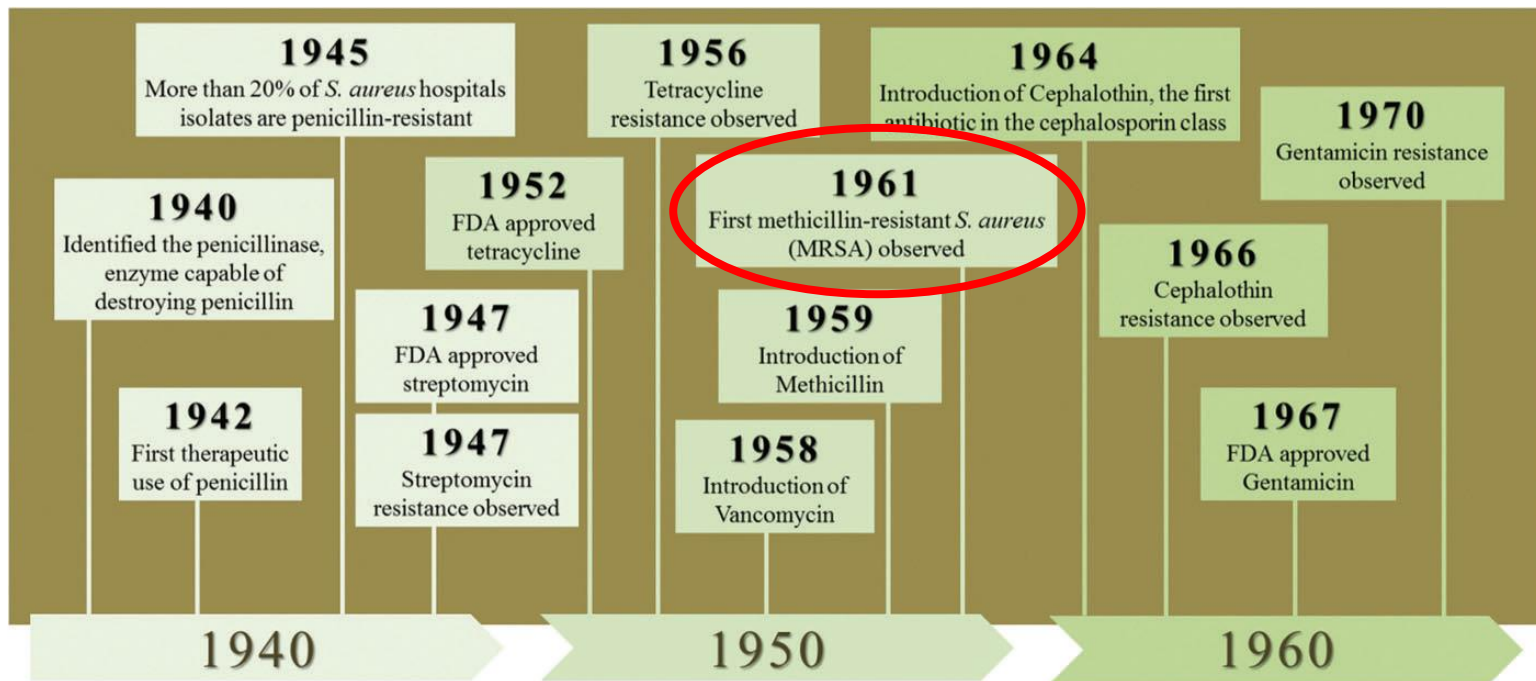 1945
More than 20% of S. aureus hospitals
isolates are penicillin-resistant
1956
Tetracycline
resistance observed
1964
Introduction of Cephalothin, the first
antibiotic in the cephalosporin class
1970
Gentamicin resistance
observed
1940
Identified the penicillinase,
enzyme capable of
destroying penicillin
1952
FDA approved
tetracycline
1961
First methicillin-resistant S. aureus
(MRSA) observed
1966
Cephalothin
resistance observed
1947
FDA approved
streptomycin
1959
Introduction of
Methicillin
1942
First therapeutic
use of penicillin
1947
Streptomycin
resistance observed
1958
Introduction of
Vancomycin
1967
FDA approved
Gentamicin
1940
1950
1960